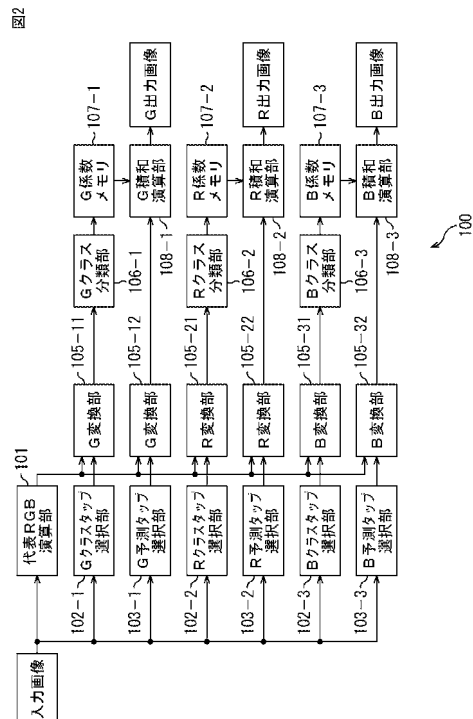 図2
入力画像
代表RGB
演算部
101
Gクラスタップ
選択部
102-1
G予測タップ
選択部
103-1
Rクラスタップ
選択部
102-2
R予測タップ
選択部
103-2
Bクラスタップ
選択部
102-3
B予測タップ
選択部
103-3
G変換部
105-11
G変換部
105-12
R変換部
105-21
R変換部
105-22
B変換部
105-31
B変換部
105-32
Gクラス
分類部
106-1
Rクラス
分類部
106-2
Bクラス
分類部
106-3
G係数
メモリ
107-1
G積和
演算部
108-1
R係数
メモリ
107-2
R積和
演算部
108-2
B係数
メモリ
107-3
B積和
演算部
108-3
G出力画像
R出力画像
B出力画像
100